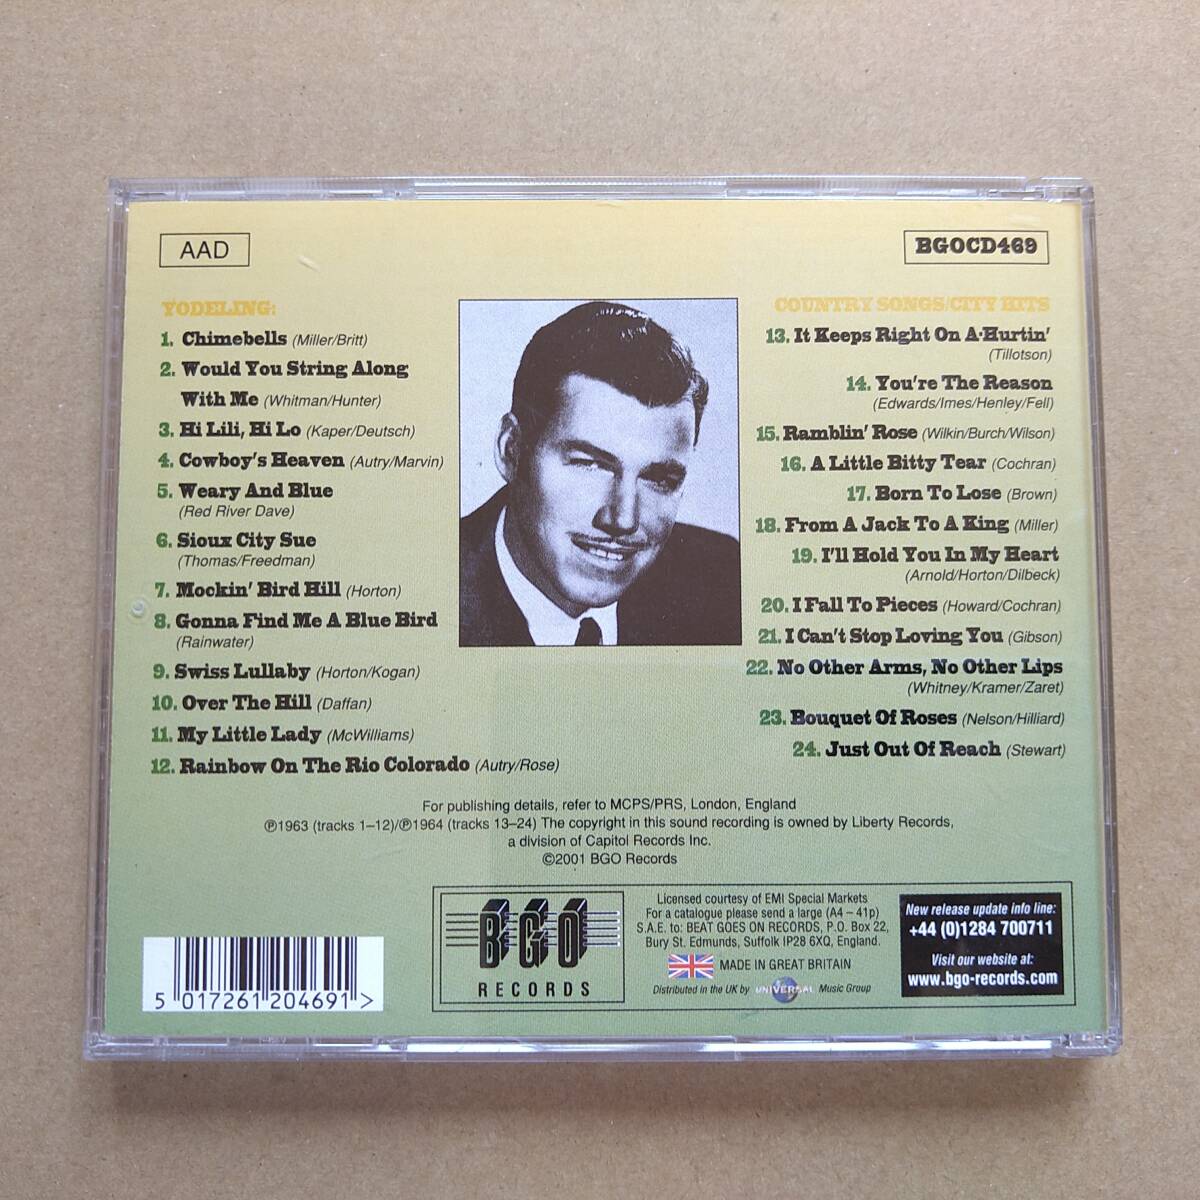 AAD
BGOCD469
YODELING:
1. Chimebells (Miller/Britt)
2. Would You String Along
With Me (Whitman/Hunter)
3. Hi Lili, Hi Lo (Kaper/Deutsch)
4. Cowboy's Heaven (Autry/Marvin)
5. Weary And Blue
(Red River Dave)
6. Sioux City Sue
(Thomas/Freedman)
7. Mockin' Bird Hill (Horton)
8. Gonna Find Me A Blue Bird
(Rainwater)
9. Swiss Lullaby (Horton/Kogan)
10. Over The Hill (Daffan)
11. My Little Lady (McWilliams)
12. Rainbow On The Rio Colorado (Autry/Rose)
COUNTRY SONGS/CITY HITS
13. It Keeps Right On A-Hurtin'
(Tillotson)
14. You're The Reason
(Edwards/Imes/Henley/Fell)
15. Ramblin' Rose (Wilkin/Burch/Wilson)
16. A Little Bitty Tear (Cochran)
17. Born To Lose (Brown)
18. From A Jack To A King (Miller)
19. I'll Hold You In My Heart
(Arnold/Horton/Dilbeck)
20. I Fall To Pieces (Howard/Cochran)
21. I Can't Stop Loving You (Gibson)
22. No Other Arms, No Other Lips
(Whitney/Kramer/Zaret)
23. Bouquet Of Roses (Nelson/Hilliard)
24. Just Out Of Reach (Stewart)
For publishing details, refer to MCPS/PRS, London, England
℗1963 (tracks 1–12)/℗1964 (tracks 13–24) The copyright in this sound recording is owned by Liberty Records,
a division of Capitol Records Inc.
©2001 BGO Records
5 017261 204691 >
BGO
RECORDS
Licensed courtesy of EMI Special Markets
For a catalogue please send a large (A4 – 41p)
S.A.E. to: BEAT GOES ON RECORDS, P.O. Box 22,
Bury St. Edmunds, Suffolk IP28 6XQ, England.
MADE IN GREAT BRITAIN
Distributed in the UK by UNIVERSAL Music Group
New release update info line:
+44 (0)1284 700711
Visit our website at:
www.bgo-records.com